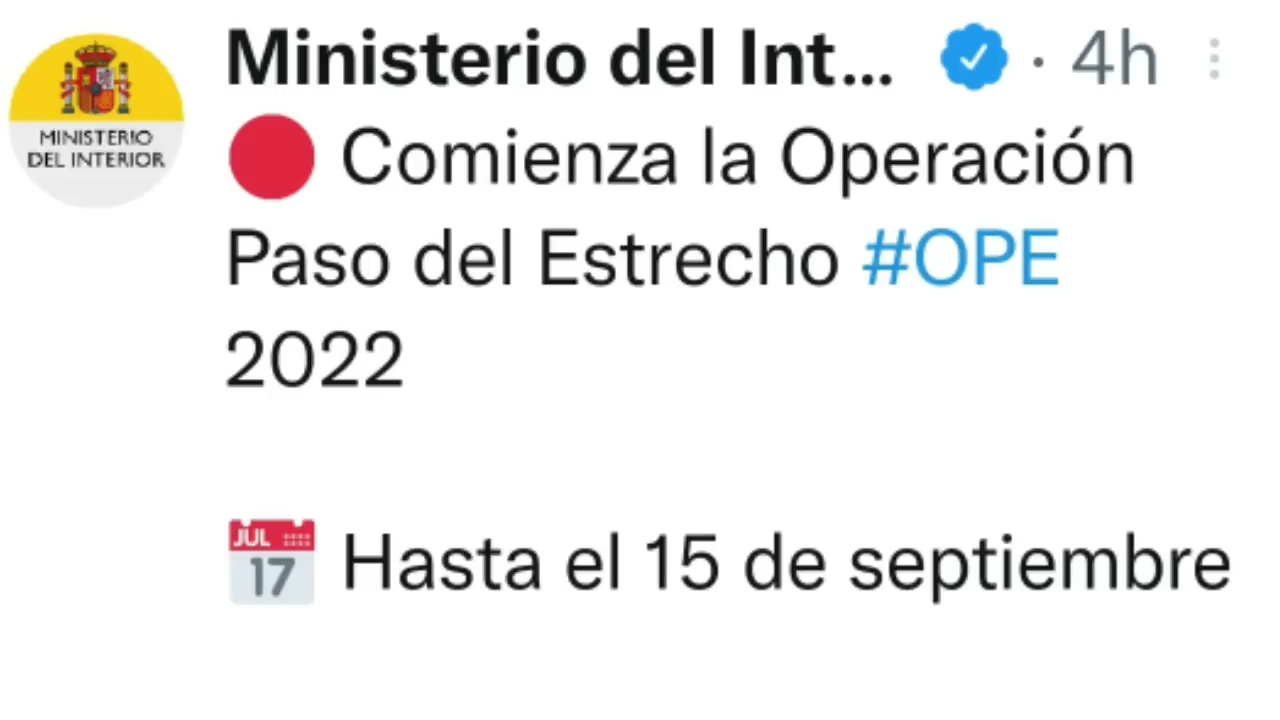 MINISTERIO
DEL INTERIOR
Ministerio del Int... · 4h
Comienza la Operación
Paso del Estrecho #OPE
2022
JUL
17
Hasta el 15 de septiembre